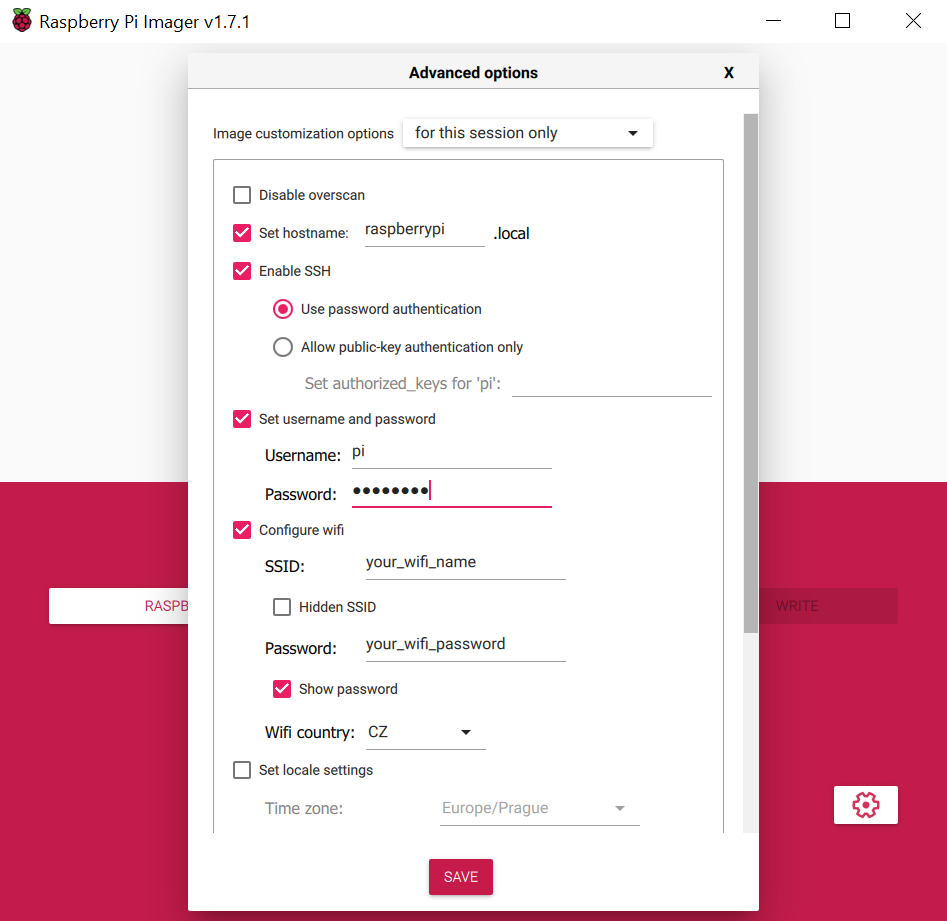 Raspberry Pi Imager v1.7.1
Advanced options X
Image customization options for this session only
Disable overscan
Set hostname: raspberrypi .local
Enable SSH
Use password authentication
Allow public-key authentication only
Set authorized_keys for 'pi':
Set username and password
Username: pi
Password: ••••••••
Configure wifi
SSID: your_wifi_name
RASPB
WRITE
Hidden SSID
Password: your_wifi_password
Show password
Wifi country: CZ
Set locale settings
Time zone: Europe/Prague
SAVE